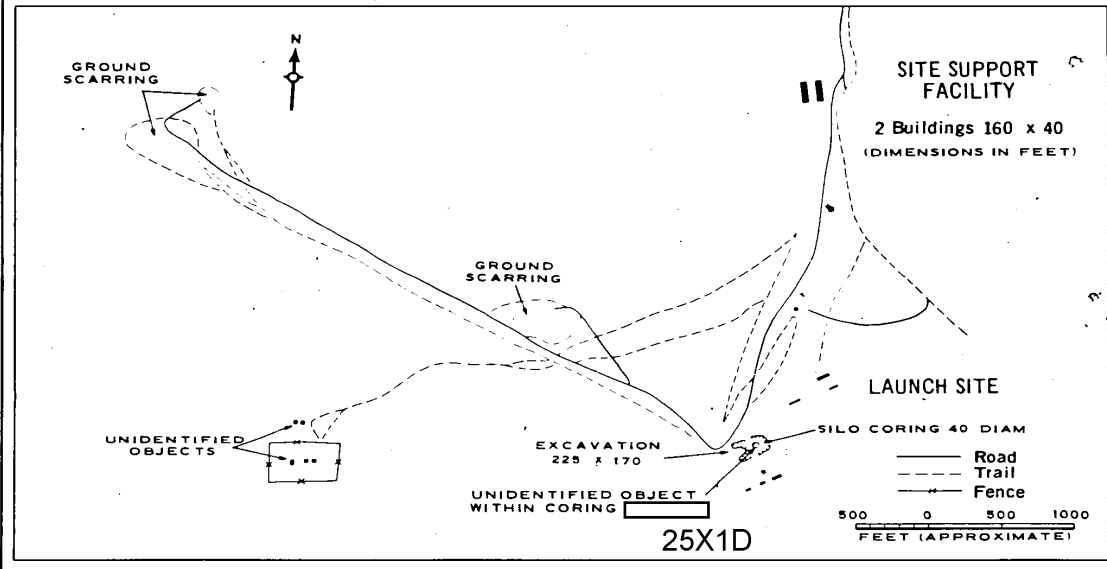 GROUND
SCARRING
N
SITE SUPPORT
FACILITY
2 Buildings 160 x 40
(DIMENSIONS IN FEET)
GROUND
SCARRING
LAUNCH SITE
UNIDENTIFIED
OBJECTS
EXCAVATION
225 x 170
SILO CORING 40 DIAM
UNIDENTIFIED OBJECT
WITHIN CORING
25X1D
Road
Trail
Fence
500 0 500 1000
FEET (APPROXIMATE)